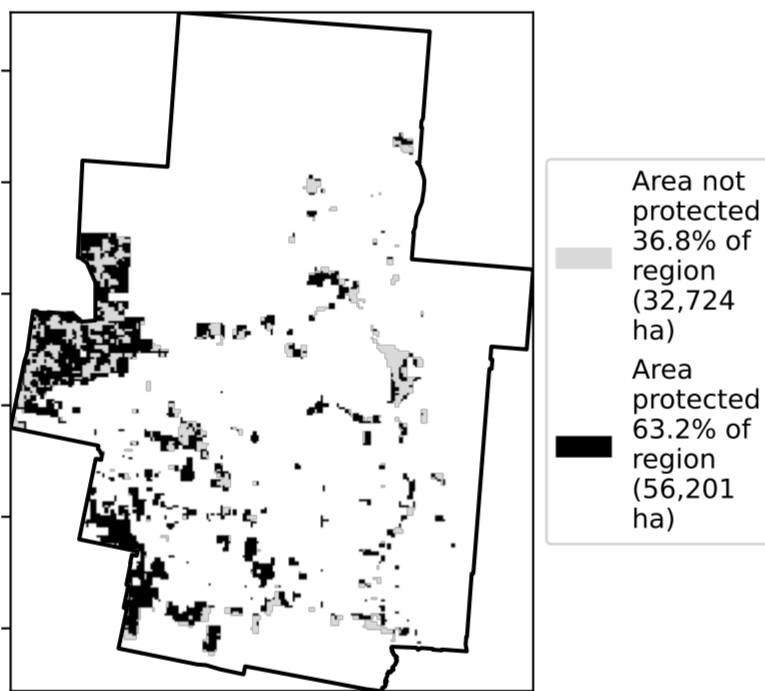 Area not
protected
36.8% of
region
(32,724
ha)
Area
protected
63.2% of
region
(56,201
ha)